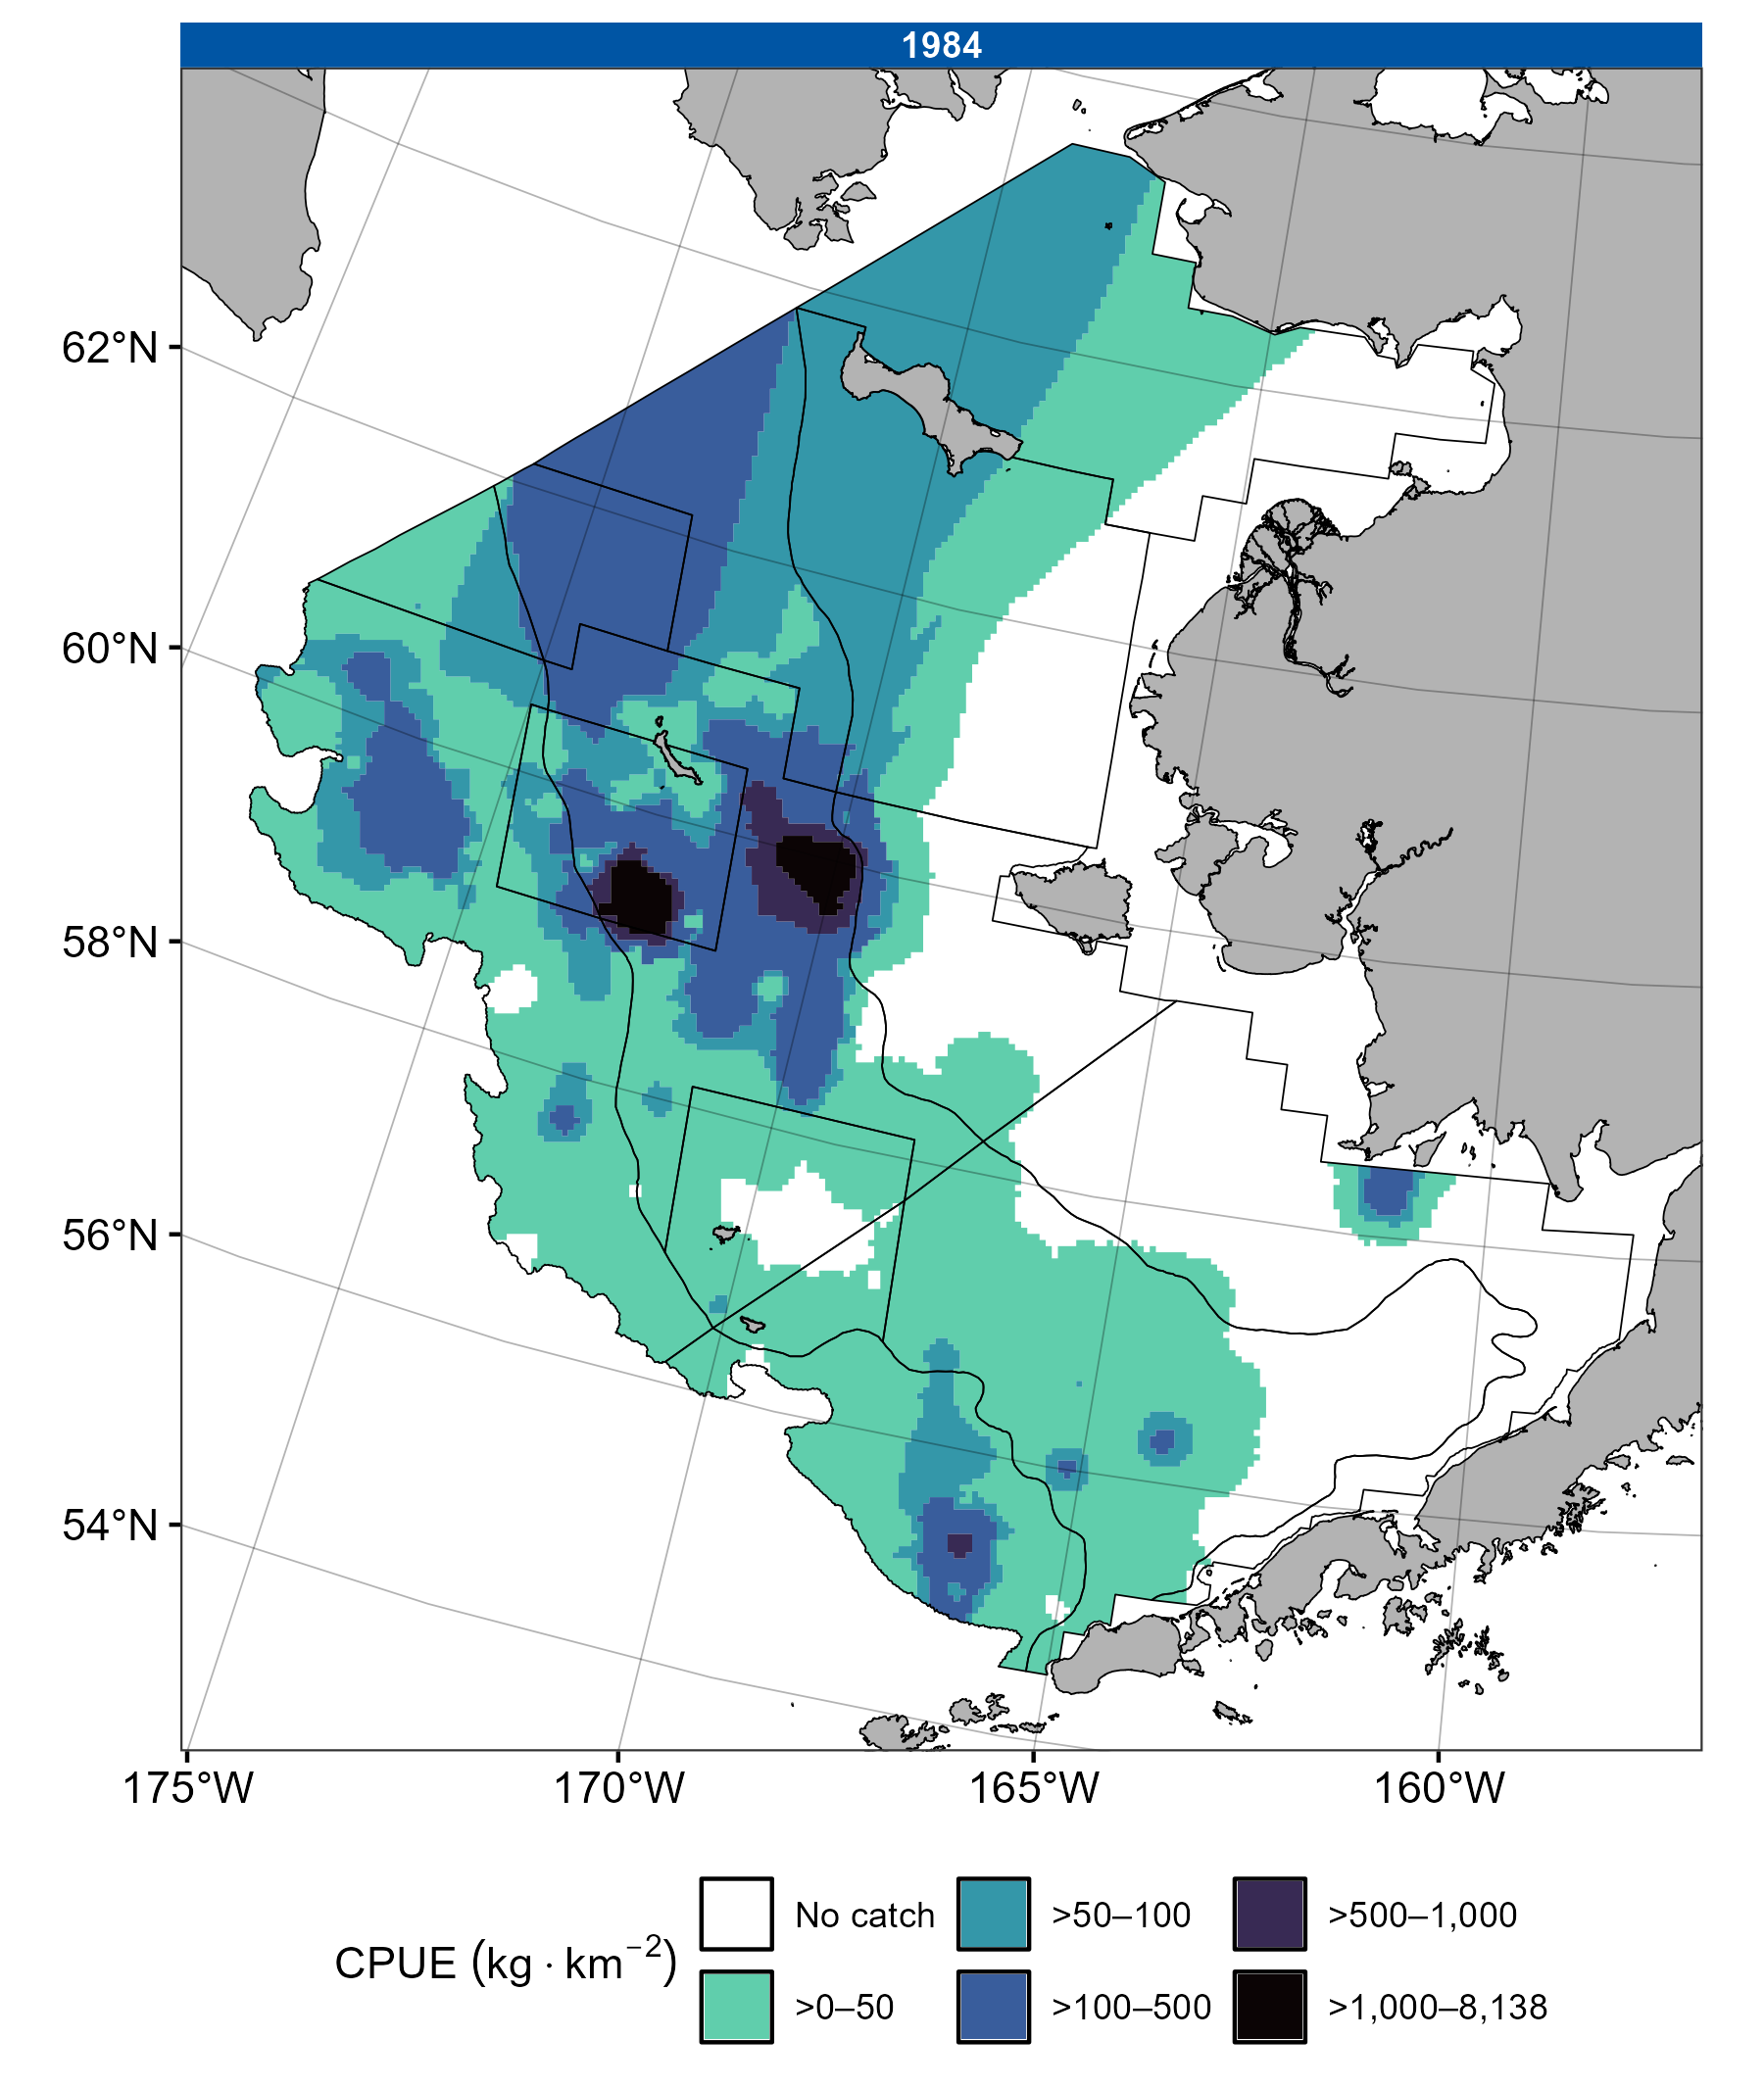 1984
62°N
60°N
58°N
56°N
54°N
175°W 170°W 165°W 160°W
CPUE (kg · km⁻²)
No catch >50–100 >500–1,000
>0–50 >100–500 >1,000–8,138